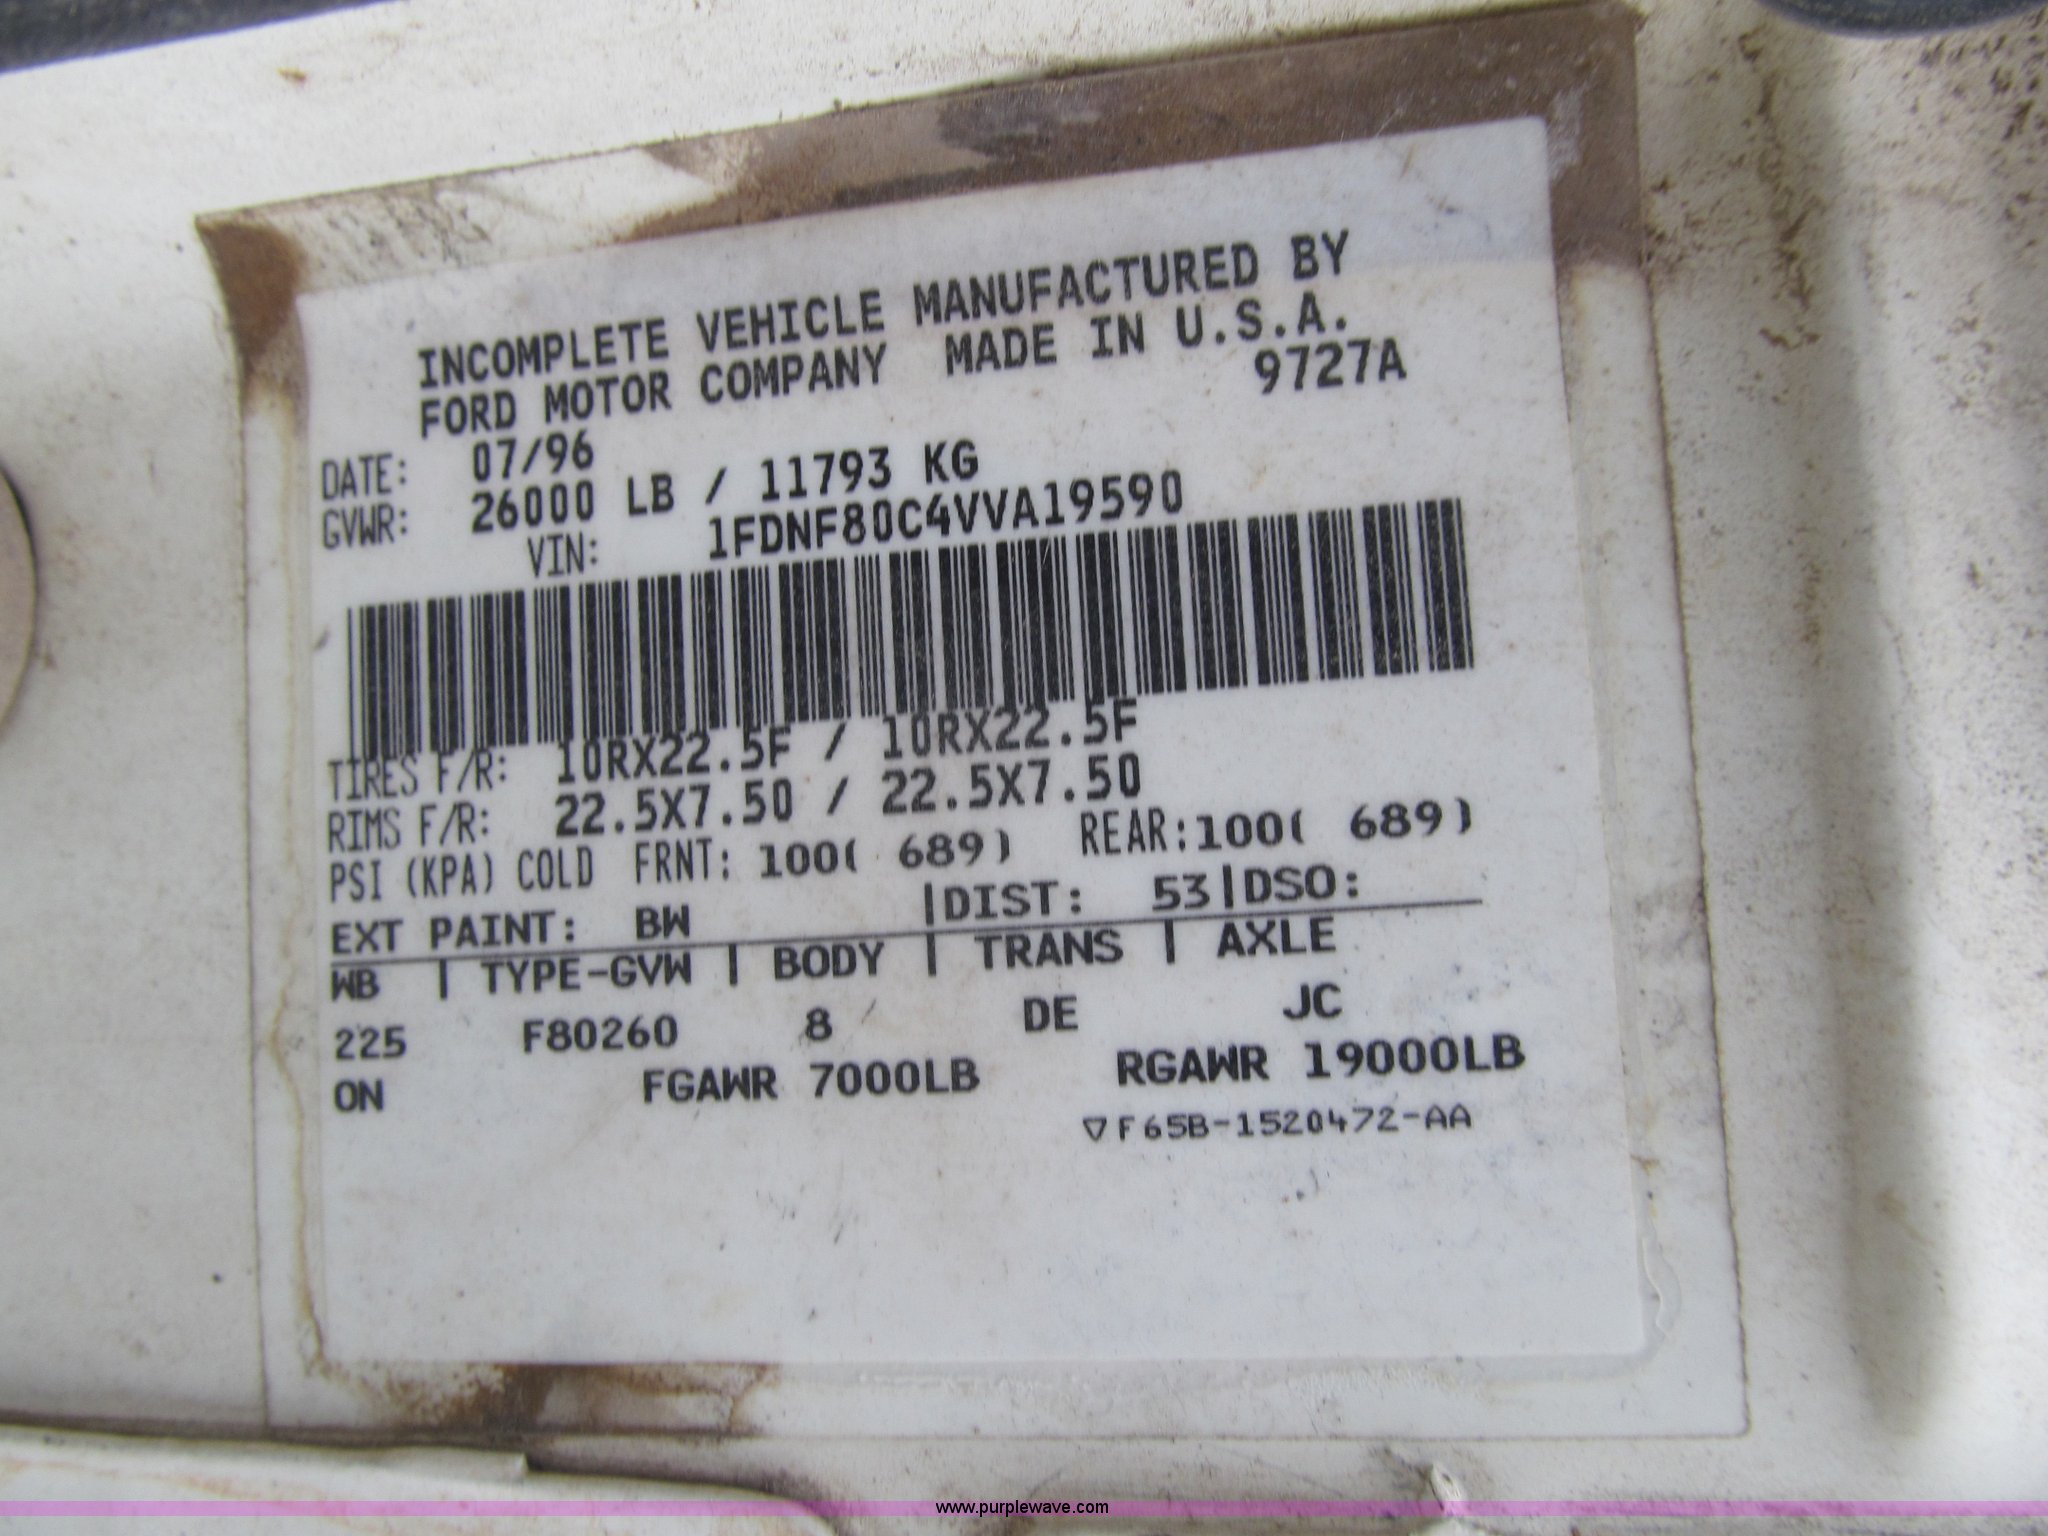 INCOMPLETE VEHICLE MANUFACTURED BY
FORD MOTOR COMPANY MADE IN U.S.A.
9727A
DATE: 07/96
GVWR: 26000 LB / 11793 KG
VIN: 1FDNF80C4VVA19590
TIRES F/R: 10RX22.5F / 10RX22.5F
RIMS F/R: 22.5X7.50 / 22.5X7.50
PSI (KPA) COLD FRNT: 100( 689) REAR:100( 689)
EXT PAINT: BW |DIST: 53|DSO:
WB | TYPE-GVW | BODY | TRANS | AXLE
225 F80260 8 DE JC
ON FGAWR 7000LB RGAWR 19000LB
▽F65B-1520472-AA
www.purplewave.com